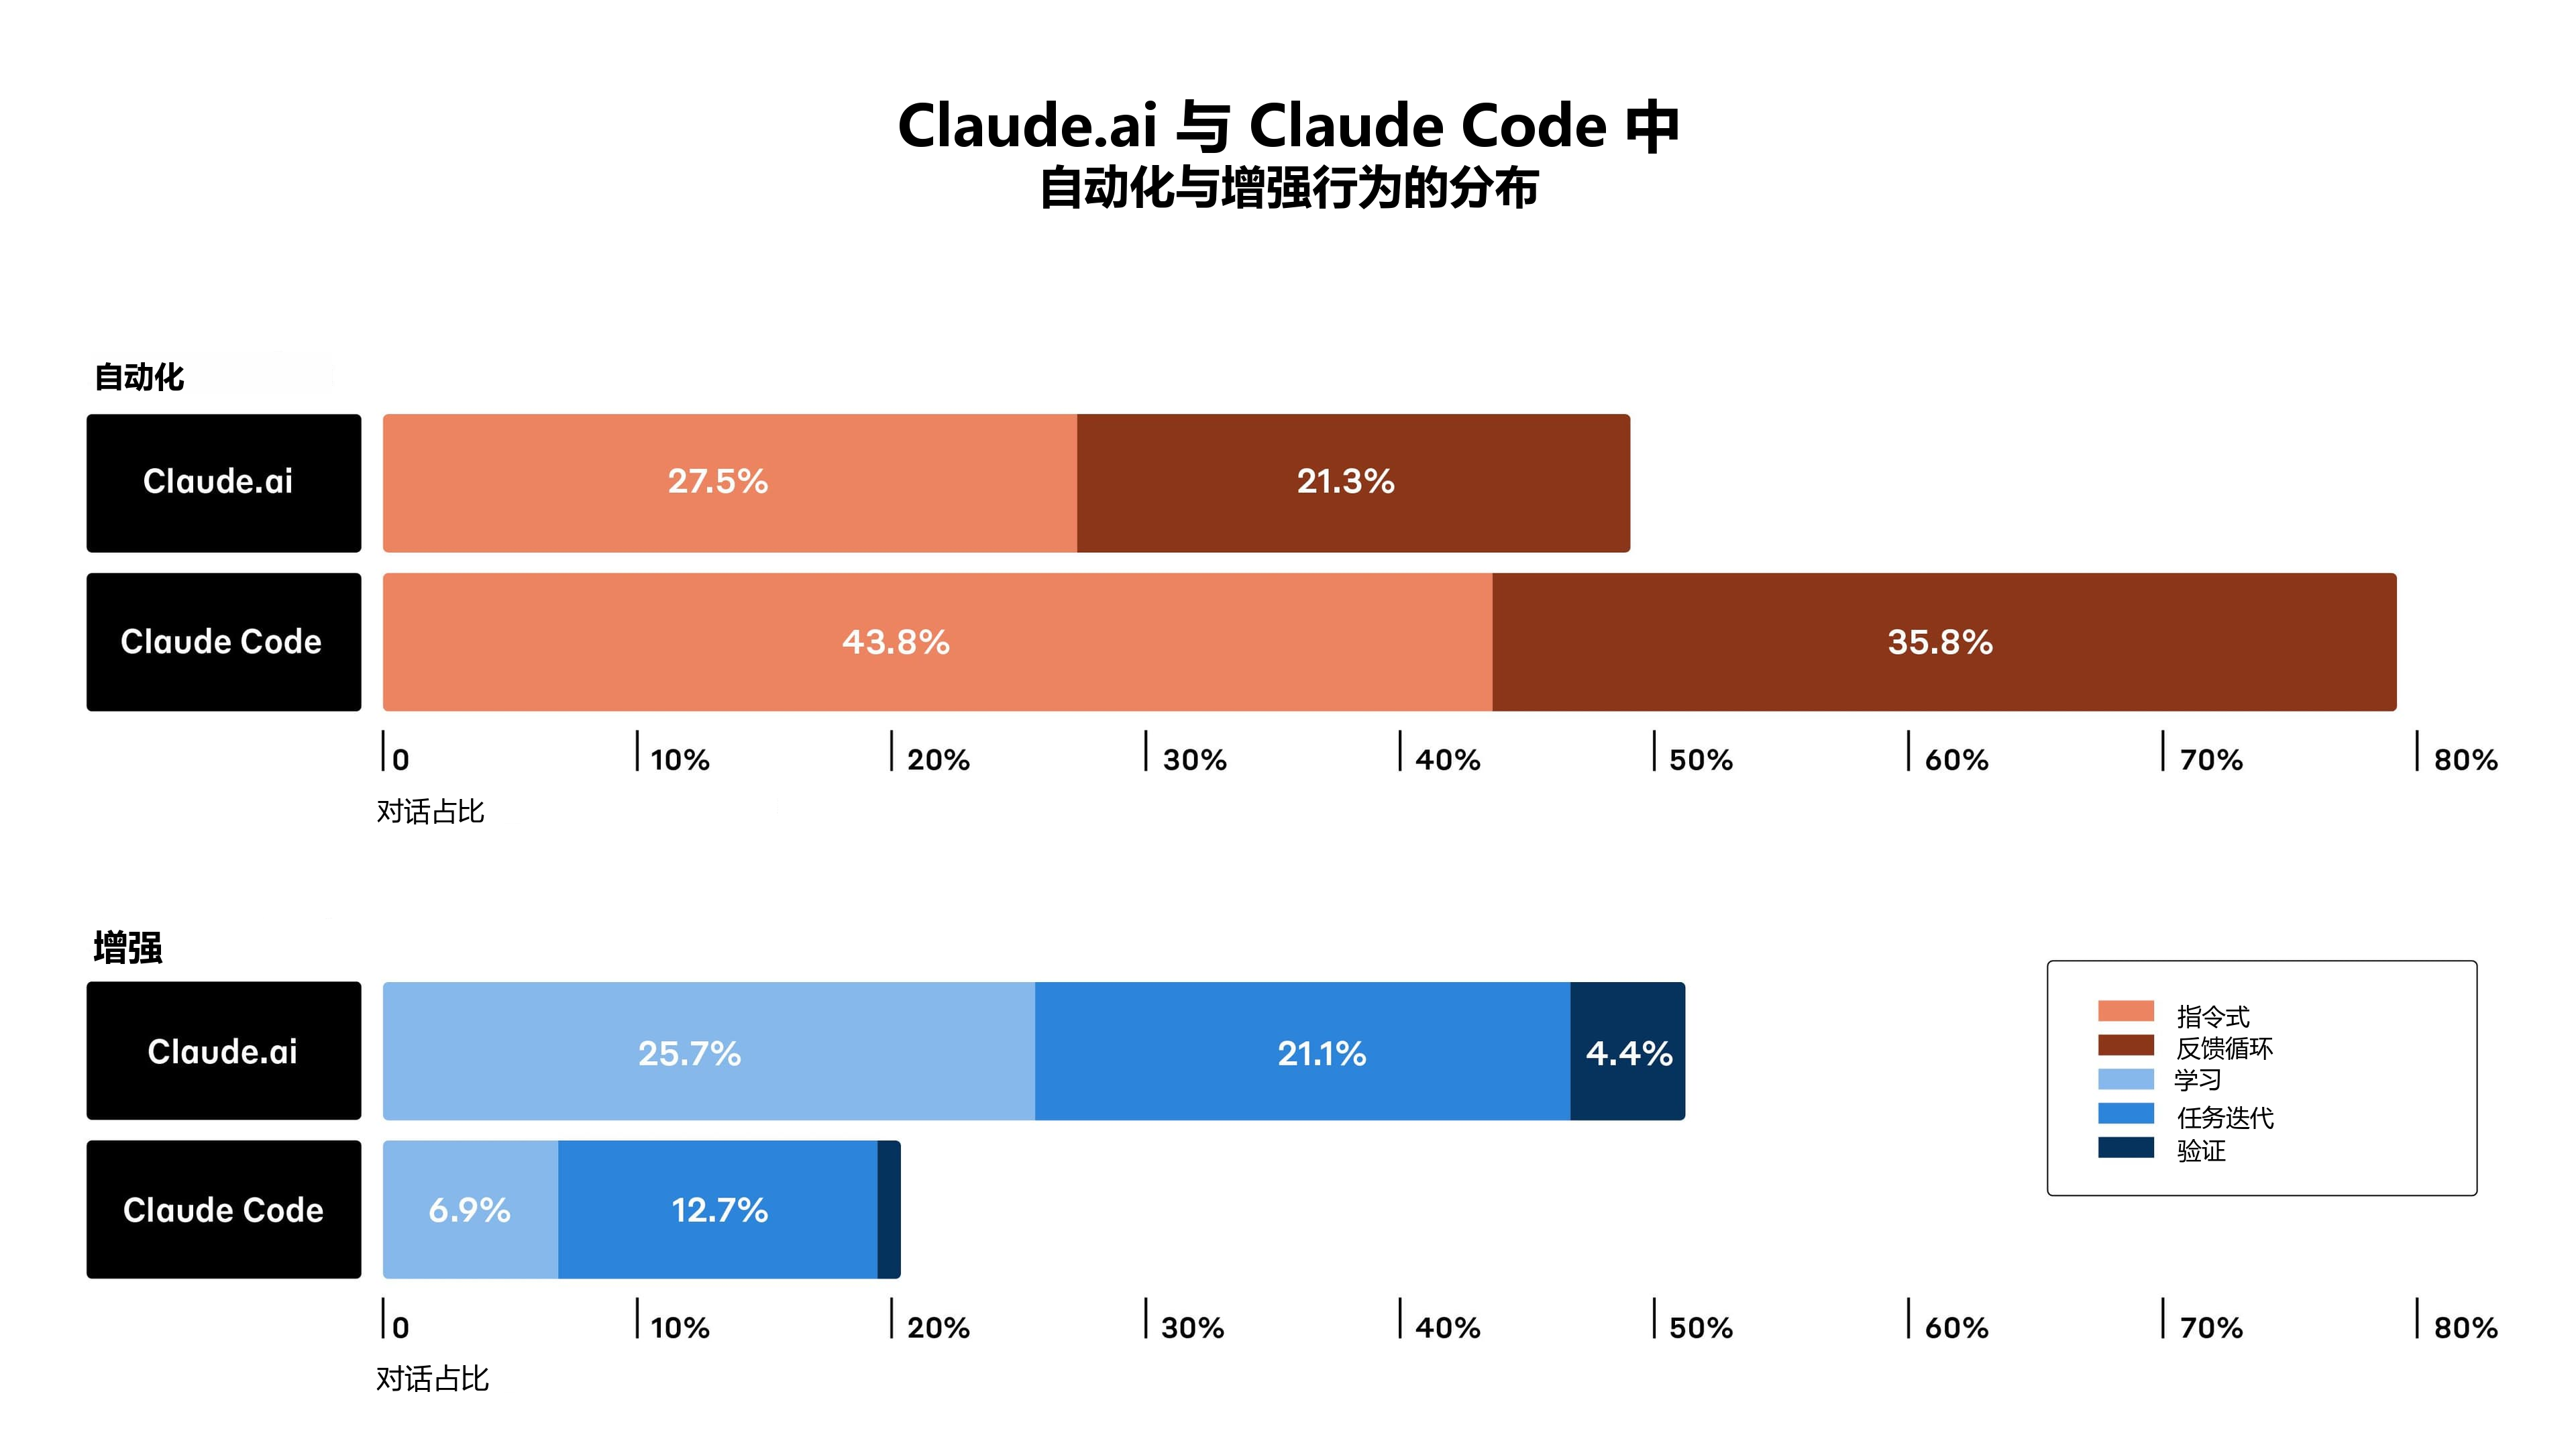 Claude.ai 与 Claude Code 中
自动化与增强行为的分布
自动化
Claude.ai
27.5%
21.3%
Claude Code
43.8%
35.8%
0
10%
20%
30%
40%
50%
60%
70%
80%
对话占比
增强
Claude.ai
25.7%
21.1%
4.4%
Claude Code
6.9%
12.7%
指令式
反馈循环
学习
任务迭代
验证
0
10%
20%
30%
40%
50%
60%
70%
80%
对话占比